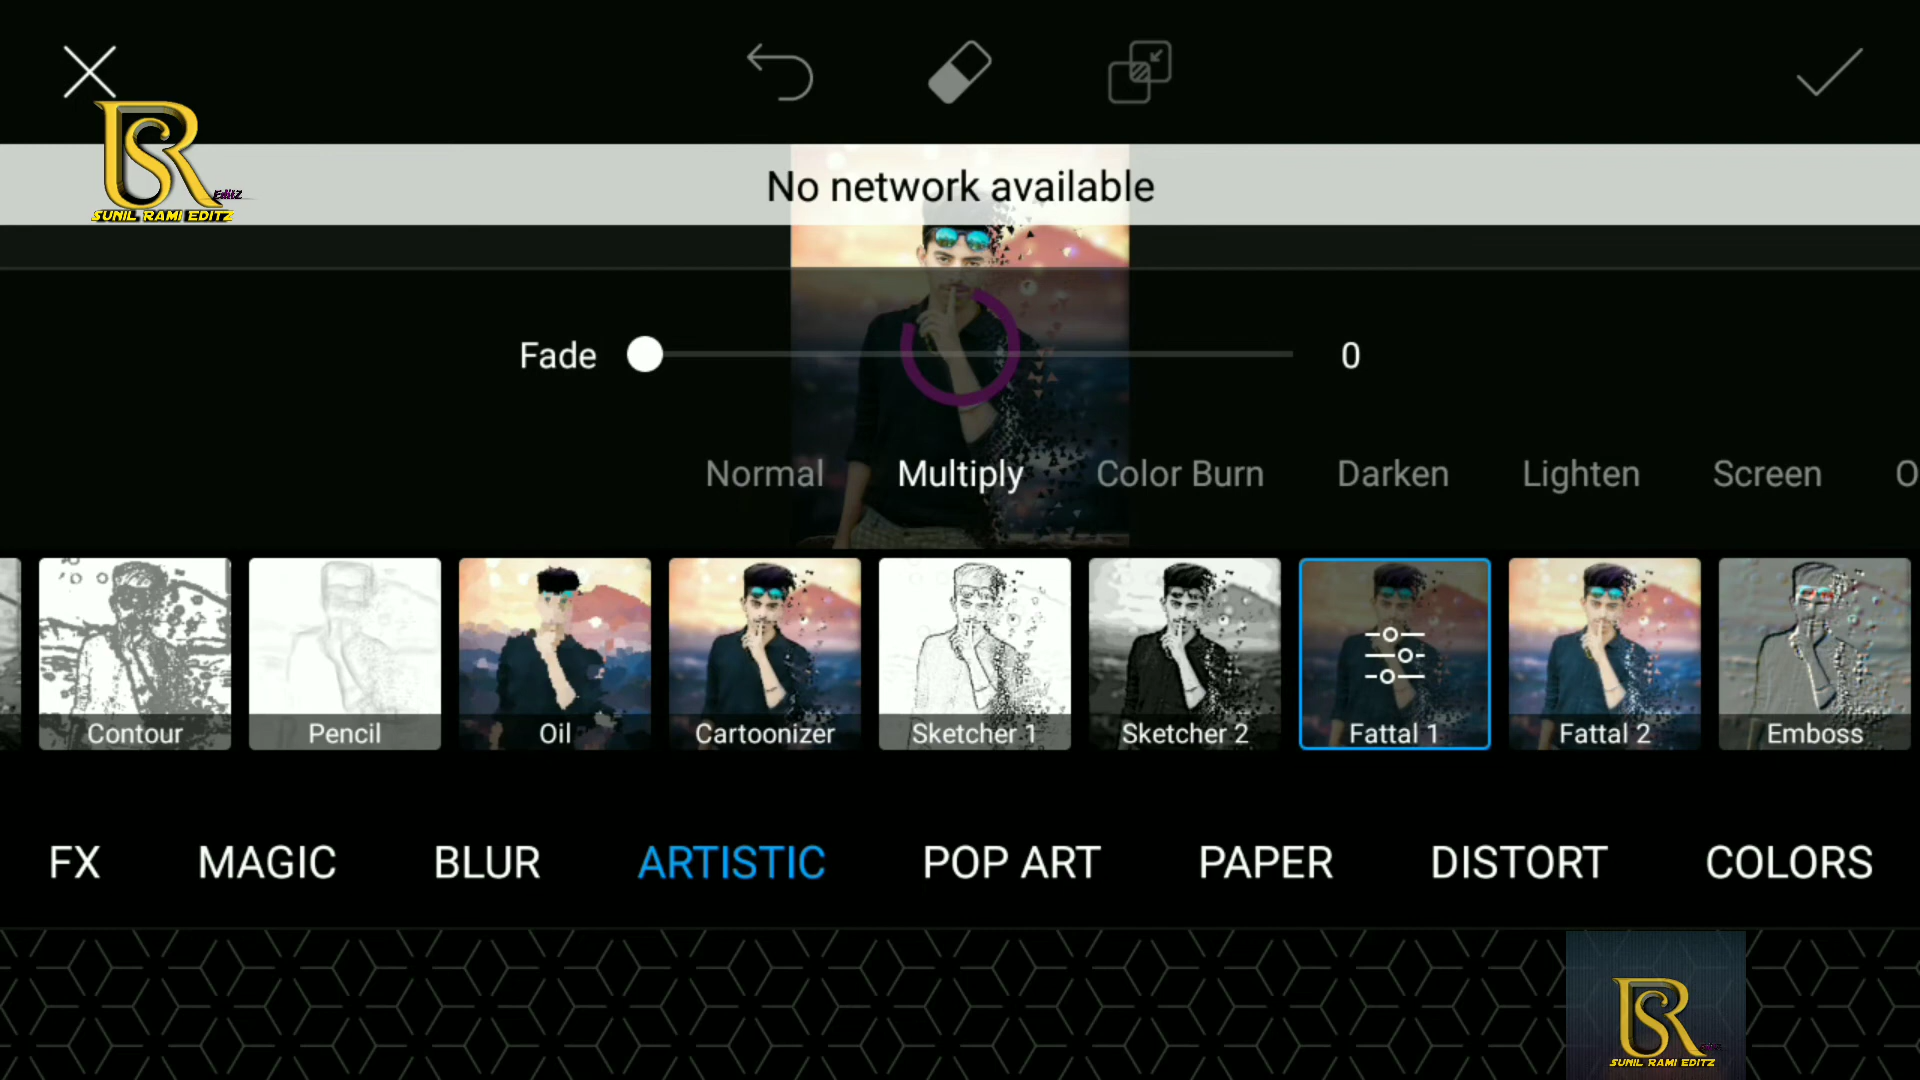 No network available
Editz
SUNIL RAMI EDITZ
Fade 0
Normal Multiply Color Burn Darken Lighten Screen O
Contour Pencil Oil Cartoonizer Sketcher 1 Sketcher 2 Fattal 1 Fattal 2 Emboss
FX MAGIC BLUR ARTISTIC POP ART PAPER DISTORT COLORS
SUNIL RAMI EDITZ